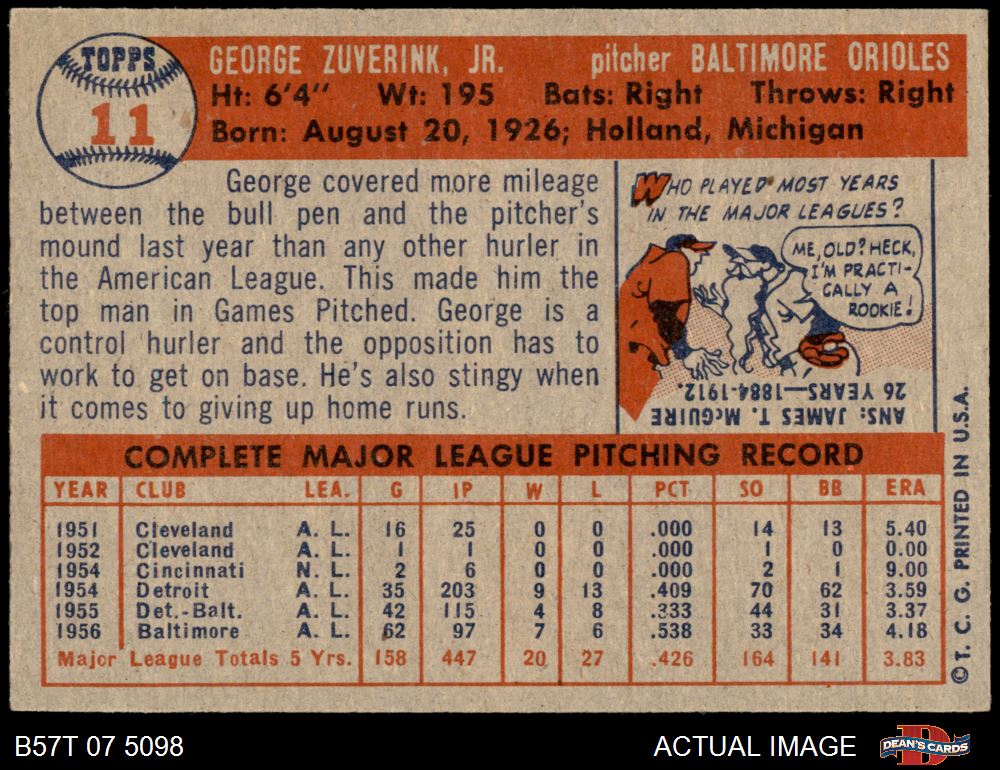 TOPPS
11
GEORGE ZUVERINK, JR. pitcher BALTIMORE ORIOLES
Ht: 6'4" Wt: 195 Bats: Right Throws: Right
Born: August 20, 1926; Holland, Michigan
George covered more mileage
between the bull pen and the pitcher's
mound last year than any other hurler in
the American League. This made him the
top man in Games Pitched. George is a
control hurler and the opposition has to
work to get on base. He's also stingy when
it comes to giving up home runs.
WHO PLAYED MOST YEARS
IN THE MAJOR LEAGUES?
ME, OLD? HECK,
I'M PRACTI-
CALLY A
ROOKIE!
ANS: JAMES T. McGUIRE
26 YEARS—1884-1912.
COMPLETE MAJOR LEAGUE PITCHING RECORD
YEAR CLUB LEA. G IP W L PCT SO BB ERA
1951 Cleveland A. L. 16 25 0 0 .000 14 13 5.40
1952 Cleveland A. L. 1 1 0 0 .000 1 0 0.00
1954 Cincinnati N. L. 2 6 0 0 .000 2 1 9.00
1954 Detroit A. L. 35 203 9 13 .409 70 62 3.59
1955 Det.-Balt. A. L. 42 115 4 8 .333 44 31 3.37
1956 Baltimore A. L. 62 97 7 6 .538 33 34 4.18
Major League Totals 5 Yrs. 158 447 20 27 .426 164 141 3.83
©T. C. G. PRINTED IN U.S.A.
B57T 07 5098 ACTUAL IMAGE
D
DEAN'S CARDS